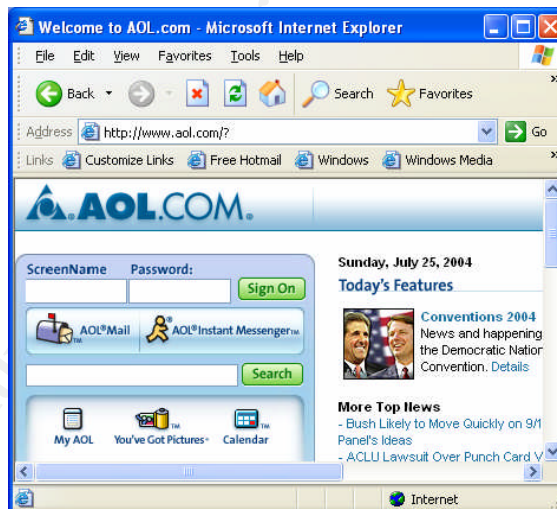 Welcome to AOL.com - Microsoft Internet Explorer
File Edit View Favorites Tools Help
Back Search Favorites
Address http://www.aol.com/? Go
Links Customize Links Free Hotmail Windows Windows Media
AOL.COM®
ScreenName Password:
Sign On
AOL®Mail™ AOL®Instant Messenger™
Search
My AOL You've Got Pictures℠ Calendar™
Sunday, July 25, 2004
Today's Features
Conventions 2004
News and happening
the Democratic Nation
Convention. Details
More Top News
- Bush Likely to Move Quickly on 9/1
Panel's Ideas
- ACLU Lawsuit Over Punch Card V
Internet